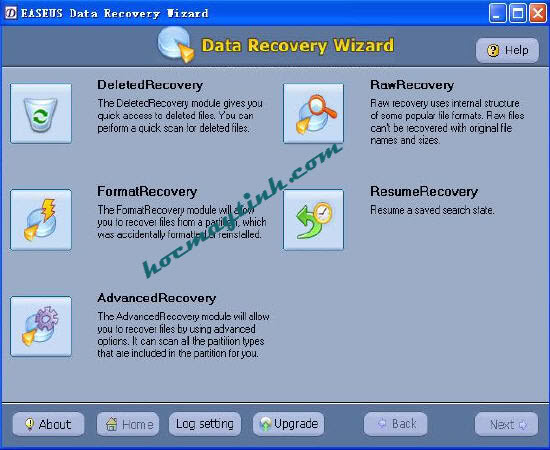 EASEUS Data Recovery Wizard
Data Recovery Wizard
Help
DeletedRecovery
The DeletedRecovery module gives you
quick access to deleted files. You can
perform a quick scan for deleted files.
RawRecovery
Raw recovery uses internal structure
of some popular file formats. Raw files
can't be recovered with original file
names and sizes.
FormatRecovery
The FormatRecovery module will allow
you to recover files from a partition, which
was accidentally formatted or reinstalled.
ResumeRecovery
Resume a saved search state.
AdvancedRecovery
The AdvancedRecovery module will allow
you to recover files by using advanced
options. It can scan all the partition types
that are included in the partition for you.
hocmaytinh.com
About
Home
Log setting
Upgrade
Back
Next